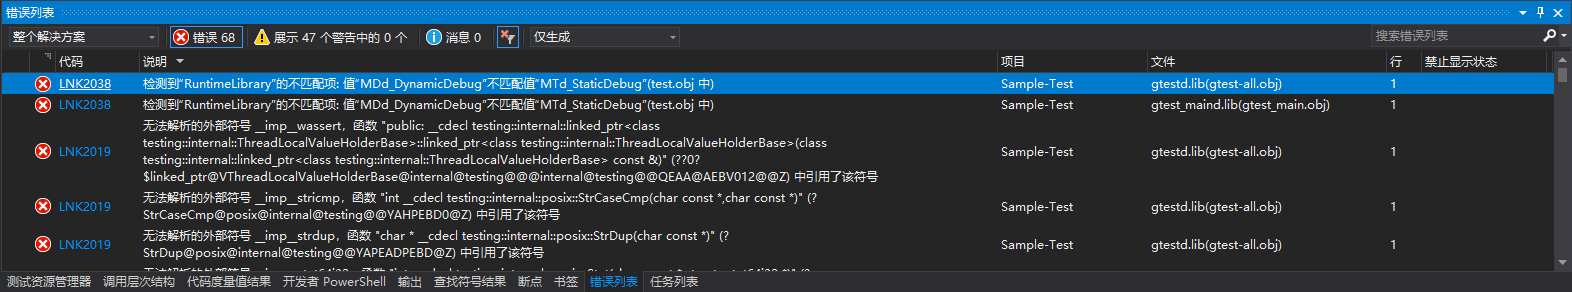 错误列表
整个解决方案 错误 68 展示 47 个警告中的 0 个 消息 0 仅生成 搜索错误列表
代码 说明 项目 文件 行 禁止显示状态
LNK2038 检测到“RuntimeLibrary”的不匹配项: 值“MDd_DynamicDebug”不匹配值“MTd_StaticDebug”(test.obj 中) Sample-Test gtestd.lib(gtest-all.obj) 1
LNK2038 检测到“RuntimeLibrary”的不匹配项: 值“MDd_DynamicDebug”不匹配值“MTd_StaticDebug”(test.obj 中) Sample-Test gtest_maind.lib(gtest_main.obj) 1
无法解析的外部符号 __imp__wassert，函数 "public: __cdecl testing::internal::linked_ptr<class
testing::internal::ThreadLocalValueHolderBase>::linked_ptr<class testing::internal::ThreadLocalValueHolderBase>(class
LNK2019 testing::internal::linked_ptr<class testing::internal::ThreadLocalValueHolderBase> const &)" (??0? Sample-Test gtestd.lib(gtest-all.obj) 1
$linked_ptr@VThreadLocalValueHolderBase@internal@testing@@@internal@testing@@QEAA@AEBV012@@Z) 中引用了该符号
LNK2019 无法解析的外部符号 __imp__stricmp，函数 "int __cdecl testing::internal::posix::StrCaseCmp(char const *,char const *)" (? Sample-Test gtestd.lib(gtest-all.obj) 1
StrCaseCmp@posix@internal@testing@@YAHPEBD0@Z) 中引用了该符号
LNK2019 无法解析的外部符号 __imp__strdup，函数 "char * __cdecl testing::internal::posix::StrDup(char const *)" (? Sample-Test gtestd.lib(gtest-all.obj) 1
StrDup@posix@internal@testing@@YAPEADPEBD@Z) 中引用了该符号
测试资源管理器 调用层次结构 代码度量值结果 开发者 PowerShell 输出 查找符号结果 断点 书签 错误列表 任务列表